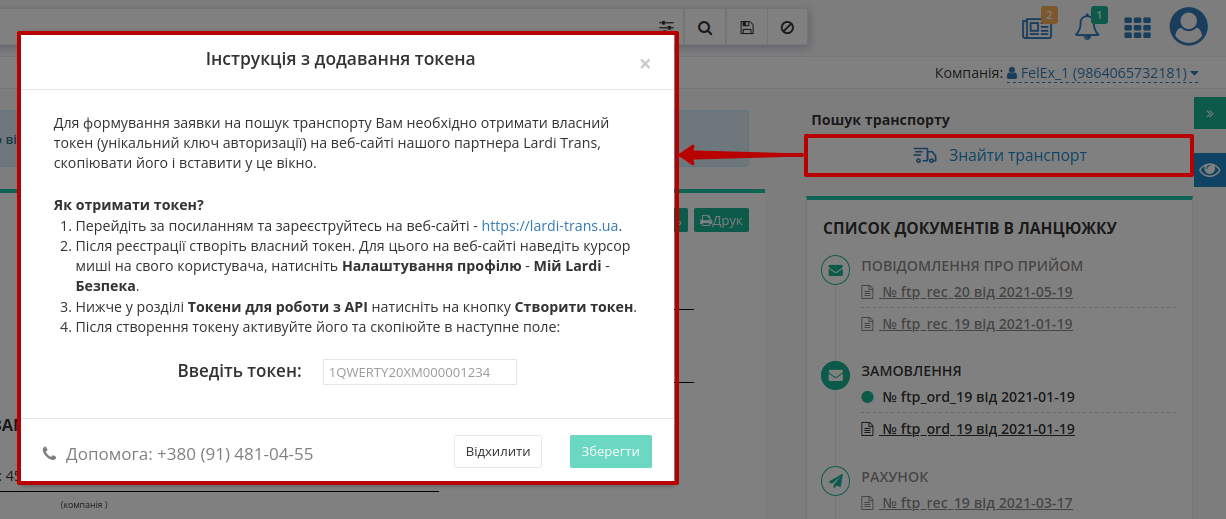 2
1
Компанія: FelEx_1 (9864065732181)
Інструкція з додавання токена
×
Для формування заявки на пошук транспорту Вам необхідно отримати власний
токен (унікальний ключ авторизації) на веб-сайті нашого партнера Lardi Trans,
скопіювати його і вставити у це вікно.
Як отримати токен?
1. Перейдіть за посиланням та зареєструйтесь на веб-сайті - https://lardi-trans.ua.
2. Після реєстрації створіть власний токен. Для цього на веб-сайті наведіть курсор
миші на свого користувача, натисніть Налаштування профілю - Мій Lardi -
Безпека.
3. Нижче у розділі Токени для роботи з АРІ натисніть на кнопку Створити токен.
4. Після створення токену активуйте його та скопіюйте в наступне поле:
Введіть токен: 1QWERTY20XM000001234
Допомога: +380 (91) 481-04-55
Відхилити
Зберегти
(компанія )
Друк
Пошук транспорту
Знайти транспорт
»
СПИСОК ДОКУМЕНТІВ В ЛАНЦЮЖКУ
ПОВІДОМЛЕННЯ ПРО ПРИЙОМ
№ ftp_rec_20 від 2021-05-19
№ ftp_rec_19 від 2021-01-19
ЗАМОВЛЕННЯ
№ ftp_ord_19 від 2021-01-19
№ ftp_ord_19 від 2021-01-19
РАХУНОК
№ ftp_rec_19 від 2021-03-17